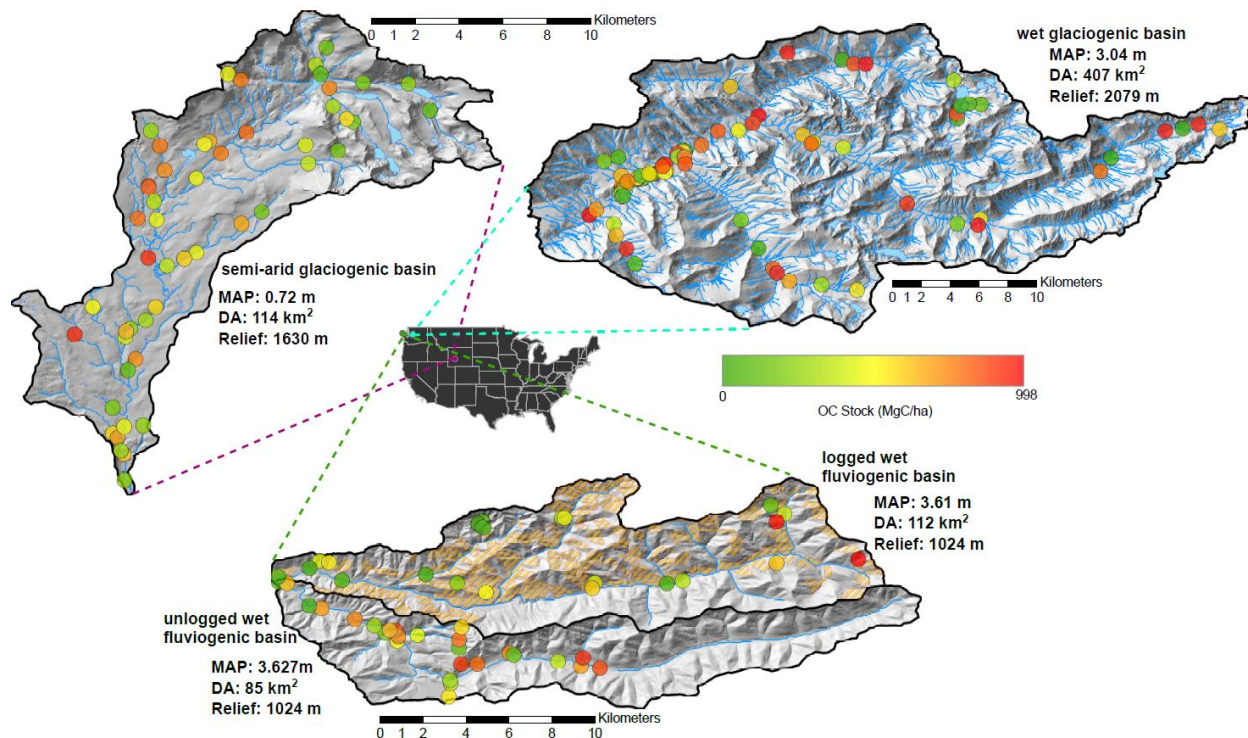 Kilometers
0 1 2 4 6 8 10
wet glaciogenic basin
MAP: 3.04 m
DA: 407 km²
Relief: 2079 m
semi-arid glaciogenic basin
MAP: 0.72 m
DA: 114 km²
Relief: 1630 m
Kilometers
0 1 2 4 6 8 10
0
998
OC Stock (MgC/ha)
logged wet
fluviogenic basin
MAP: 3.61 m
DA: 112 km²
Relief: 1024 m
unlogged wet
fluviogenic basin
MAP: 3.627m
DA: 85 km²
Relief: 1024 m
Kilometers
0 1 2 4 6 8 10